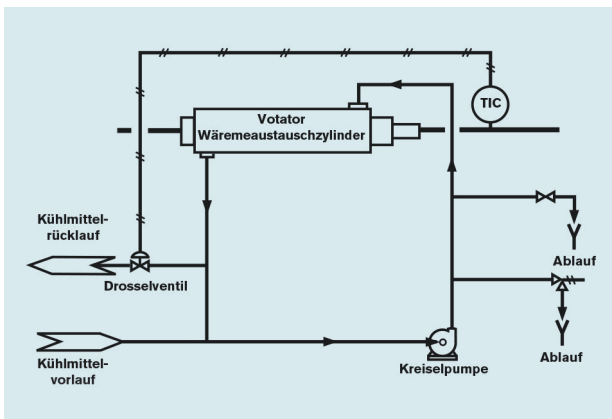 TIC
Votator
Wäremeaustauschzylinder
Kühlmittel-
rücklauf
Drosselventil
Ablauf
Kühlmittel-
vorlauf
Kreiselpumpe
Ablauf